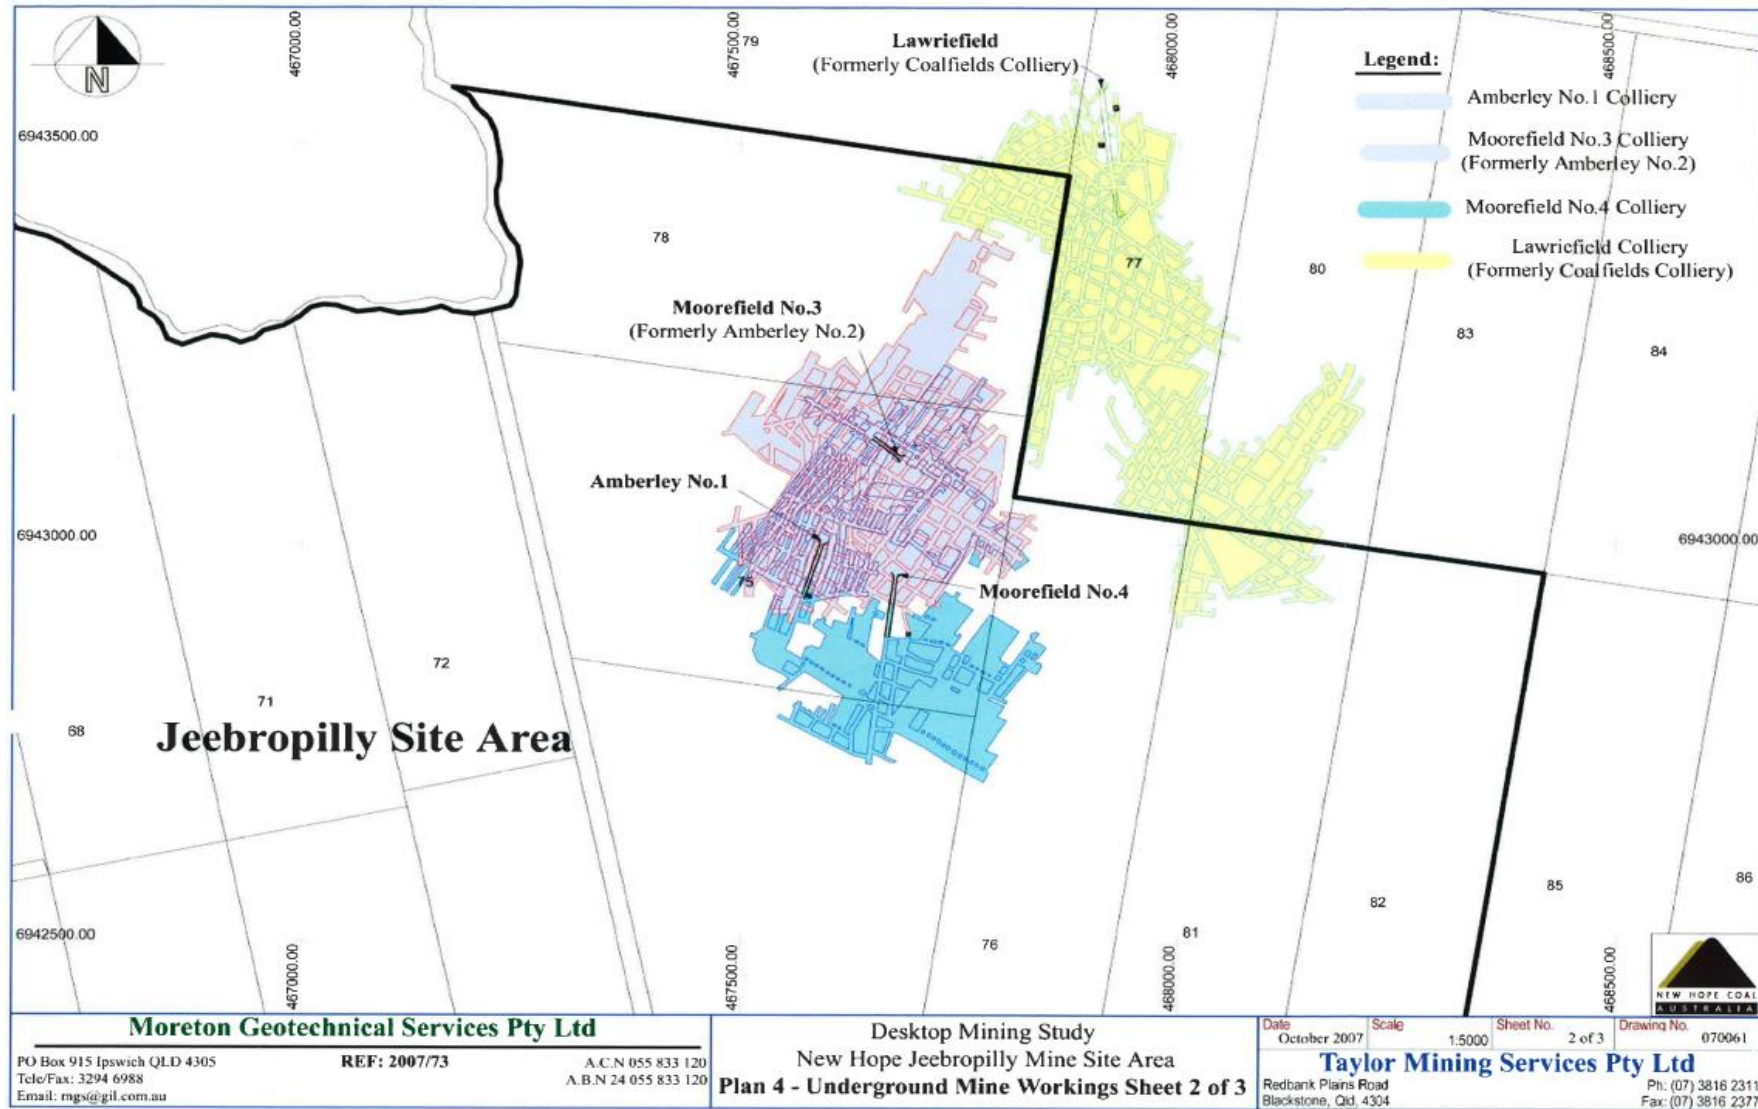 467000.00
467500.00
79
Lawriefield
(Formerly Coalfields Colliery)
468000.00
468500.00
Legend:
Amberley No.1 Colliery
Moorefield No.3 Colliery
(Formerly Amberley No.2)
Moorefield No.4 Colliery
Lawriefield Colliery
(Formerly Coalfields Colliery)
N
6943500.00
78
77
80
83
84
Moorefield No.3
(Formerly Amberley No.2)
Amberley No.1
6943000.00
6943000.00
75
Moorefield No.4
72
71
68
Jeebropilly Site Area
6942500.00
467000.00
467500.00
76
468000.00
81
82
85
468500.00
86
NEW HOPE COAL
AUSTRALIA
Moreton Geotechnical Services Pty Ltd
PO Box 915 Ipswich QLD 4305
Tele/Fax: 3294 6988
Email: mgs@gil.com.au
REF: 2007/73
A.C.N 055 833 120
A.B.N 24 055 833 120
Desktop Mining Study
New Hope Jeebropilly Mine Site Area
Plan 4 - Underground Mine Workings Sheet 2 of 3
Date
October 2007
Scale
1:5000
Sheet No.
2 of 3
Drawing No.
070061
Taylor Mining Services Pty Ltd
Redbank Plains Road
Blackstone, Qld, 4304
Ph: (07) 3816 2311
Fax: (07) 3816 2377